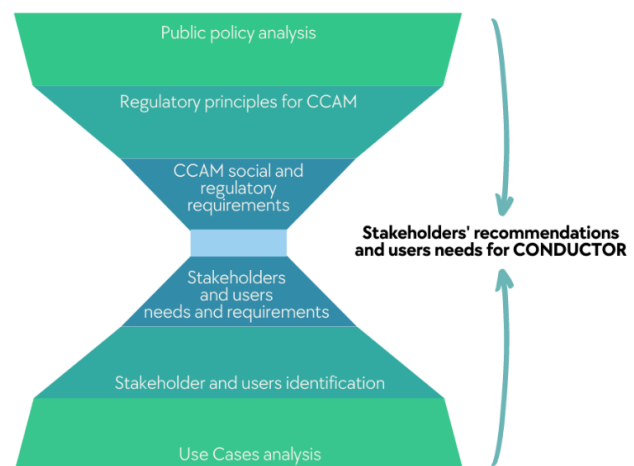 Public policy analysis
Regulatory principles for CCAM
CCAM social and
regulatory
requirements
Stakeholders' recommendations
and users needs for CONDUCTOR
Stakeholders
and users
needs and requirements
Stakeholder and users identification
Use Cases analysis